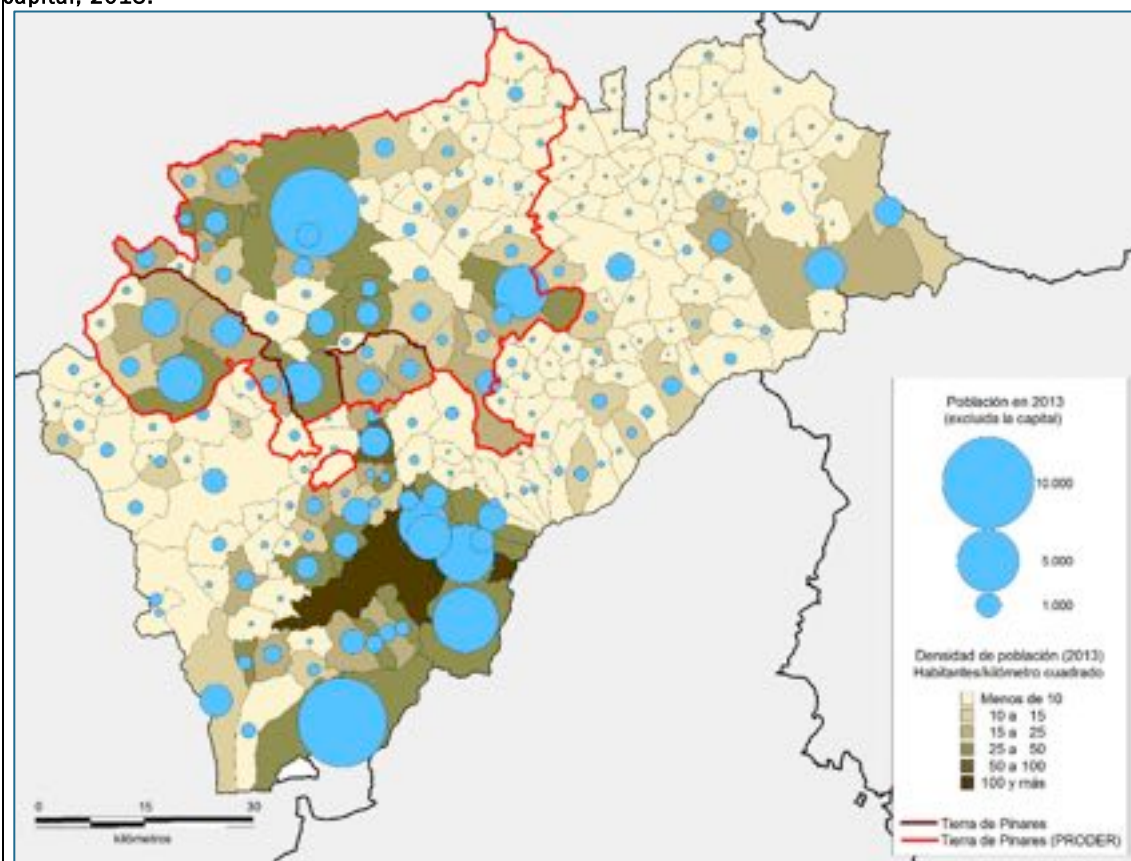 capital, 2013.
Población en 2013
(excluida la capital)
10.000
5.000
1.000
Densidad de población (2013)
Habitantes/kilómetro cuadrado
Menos de 10
10 a 15
15 a 25
25 a 50
50 a 100
100 y más
Tierra de Pinares
Tierra de Pinares (PRODER)
0 15 30
kilómetros